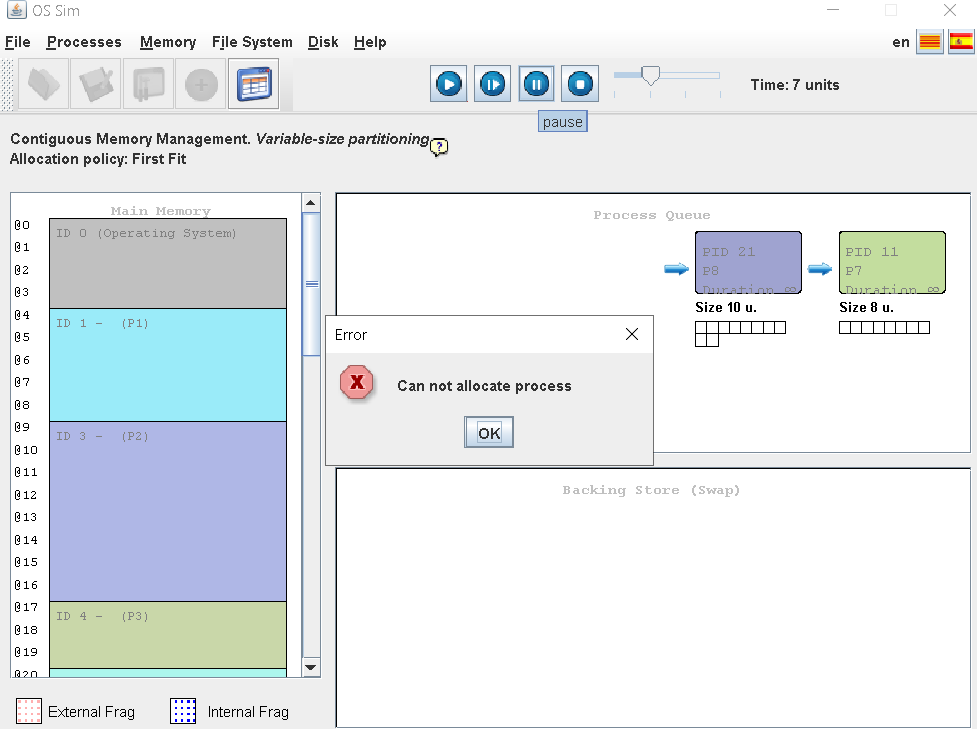 OS Sim
File Processes Memory File System Disk Help
en
Time: 7 units
pause
Contiguous Memory Management. Variable-size partitioning
?
Allocation policy: First Fit
Main Memory
@0
ID 0 (Operating System)
@1
@2
@3
@4
ID 1 - (P1)
@5
@6
@7
@8
@9
ID 3 - (P2)
@10
@11
@12
@13
@14
@15
@16
@17
ID 4 - (P3)
@18
@19
@20
External Frag
Internal Frag
Process Queue
PID 21
P8
Duration ∞
Size 10 u.
PID 11
P7
Duration ∞
Size 8 u.
Error
X
Can not allocate process
OK
Backing Store (Swap)